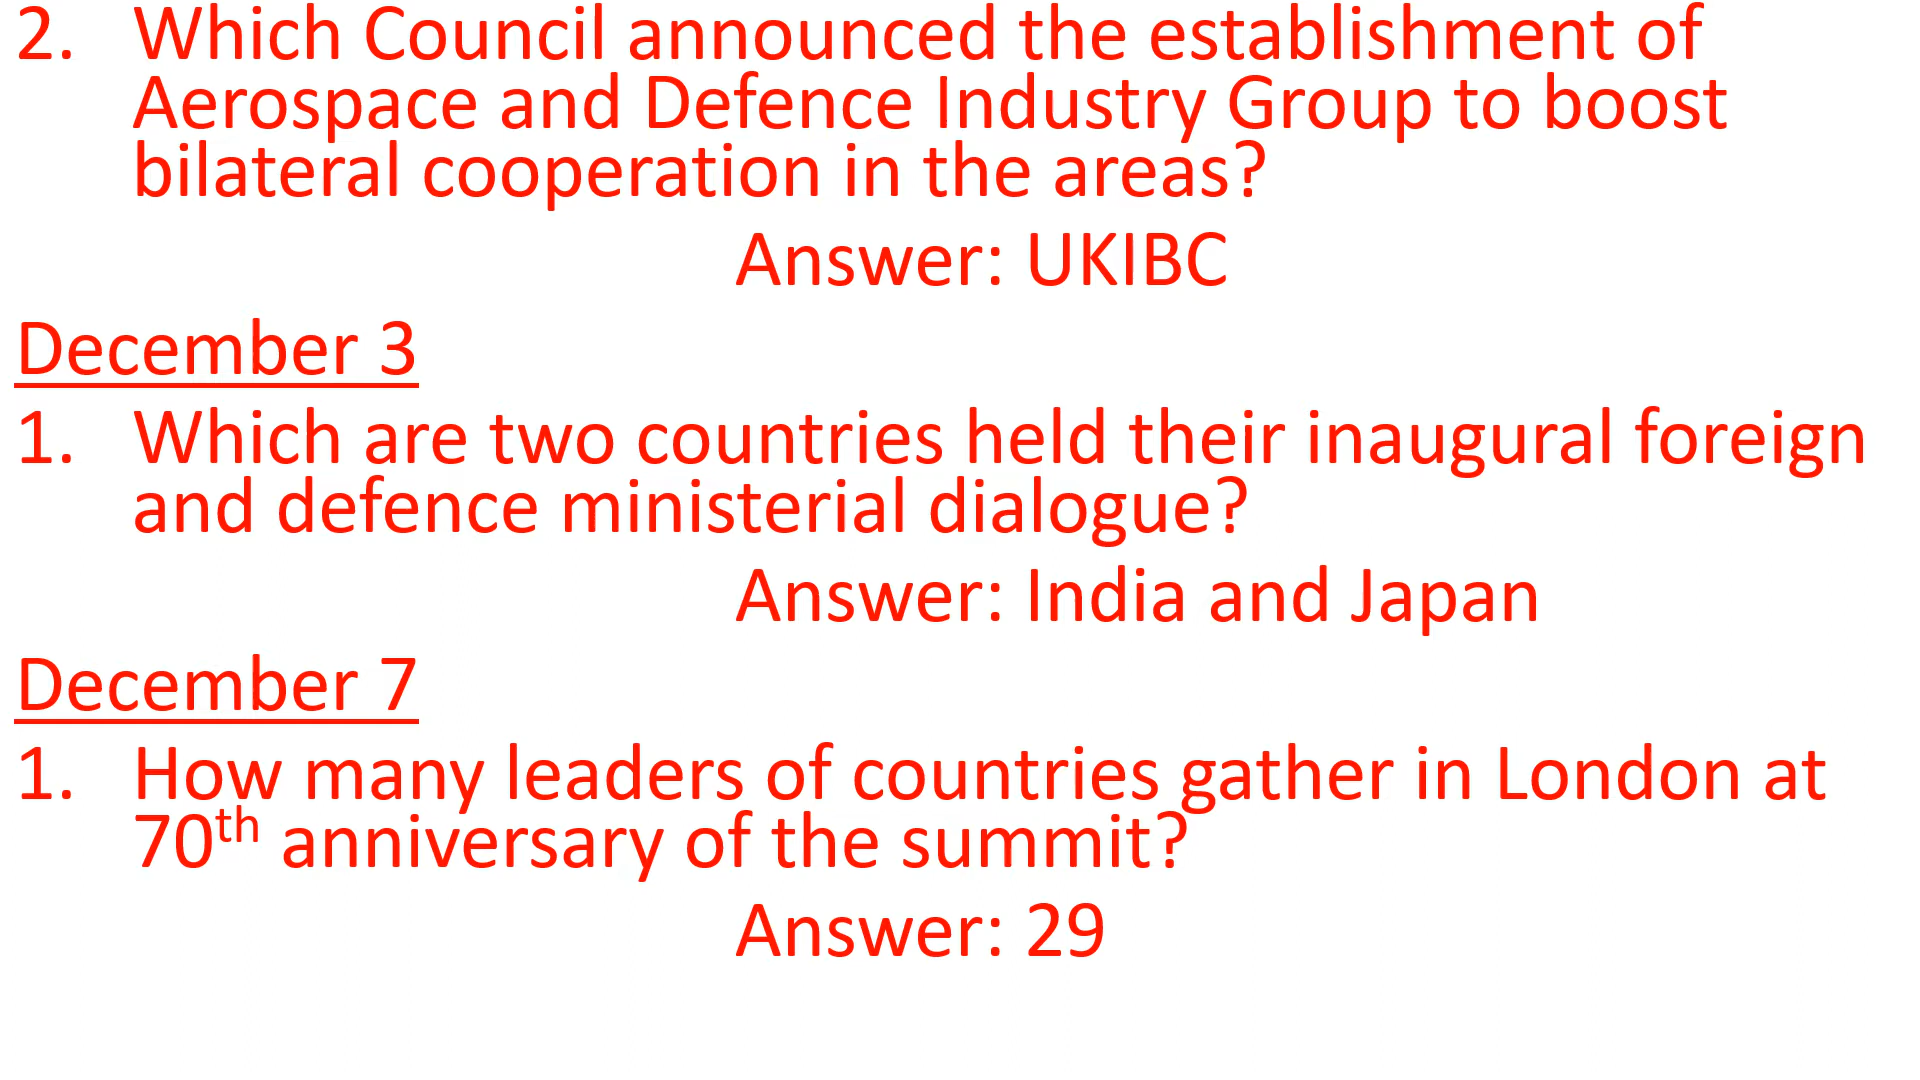 2. Which Council announced the establishment of
Aerospace and Defence Industry Group to boost
bilateral cooperation in the areas?
Answer: UKIBC
December 3
1. Which are two countries held their inaugural foreign
and defence ministerial dialogue?
Answer: India and Japan
December 7
1. How many leaders of countries gather in London at
70th anniversary of the summit?
Answer: 29